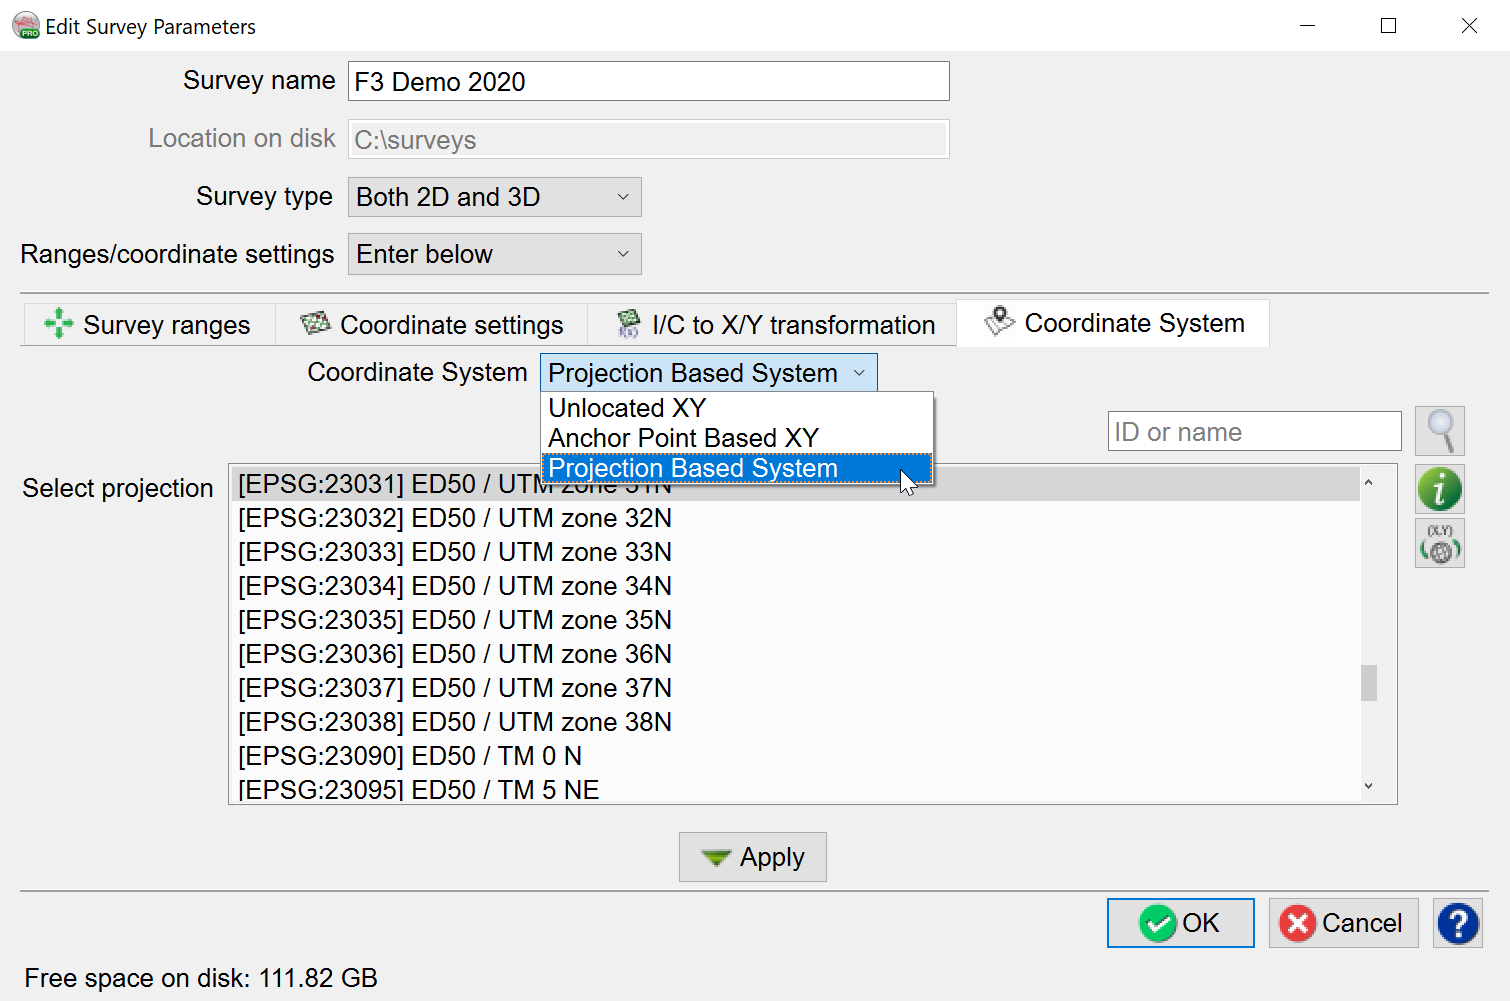 PRO Edit Survey Parameters
Survey name F3 Demo 2020
Location on disk C:\surveys
Survey type Both 2D and 3D
Ranges/coordinate settings Enter below
Survey ranges Coordinate settings f(x) I/C to X/Y transformation Coordinate System
Coordinate System Projection Based System
Unlocated XY
Anchor Point Based XY
Projection Based System
ID or name
Select projection
[EPSG:23031] ED50 / UTM zone 31N
[EPSG:23032] ED50 / UTM zone 32N
[EPSG:23033] ED50 / UTM zone 33N
[EPSG:23034] ED50 / UTM zone 34N
[EPSG:23035] ED50 / UTM zone 35N
[EPSG:23036] ED50 / UTM zone 36N
[EPSG:23037] ED50 / UTM zone 37N
[EPSG:23038] ED50 / UTM zone 38N
[EPSG:23090] ED50 / TM 0 N
[EPSG:23095] ED50 / TM 5 NE
i
(X,Y)
Apply
OK Cancel ?
Free space on disk: 111.82 GB